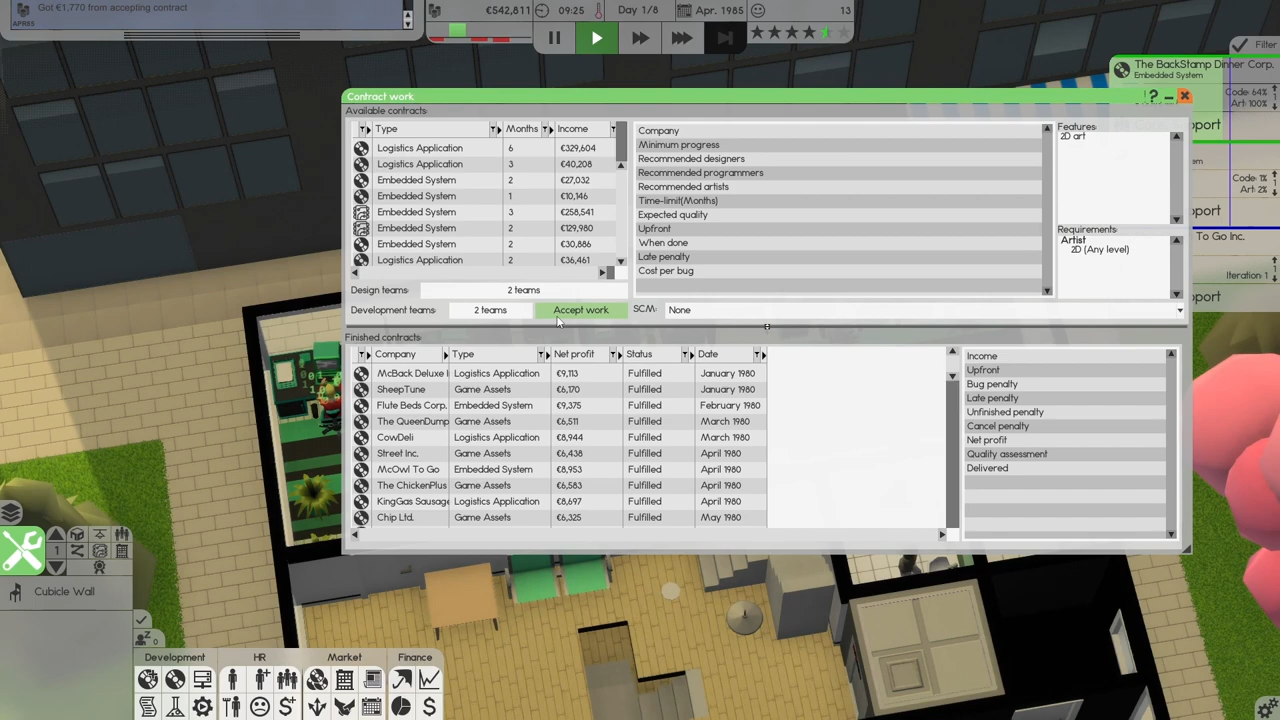 Got €1,770 from accepting contract
APR85
€542,811
09:25
Day 1/8
Apr. 1985
13
Filter
The BackStamp Dinner Corp.
Embedded System
Code: 64% 1
Art: 100%
Support
Contract work
?
Available contracts:
Type Months Income
Logistics Application 6 €329,604
Logistics Application 3 €40,208
Embedded System 2 €27,032
Embedded System 1 €10,146
Embedded System 3 €258,541
Embedded System 2 €129,980
Embedded System 2 €30,886
Logistics Application 2 €36,461
Company
Minimum progress
Recommended designers
Recommended programmers
Recommended artists
Time-limit(Months)
Expected quality
Upfront
When done
Late penalty
Cost per bug
Features:
2D art
Requirements:
Artist
2D (Any level)
Code: 1% 1
Art: 2%
port
To Go Inc.
Iteration 1
port
Design teams: 2 teams
Development teams: 2 teams Accept work SCM: None
Finished contracts:
Company Type Net profit Status Date
McBack Deluxe I Logistics Application €9,113 Fulfilled January 1980
SheepTune Game Assets €6,170 Fulfilled January 1980
Flute Beds Corp. Embedded System €9,375 Fulfilled February 1980
The QueenDump Game Assets €6,511 Fulfilled March 1980
CowDeli Logistics Application €8,944 Fulfilled March 1980
Street Inc. Game Assets €6,438 Fulfilled April 1980
McOwl To Go Embedded System €8,953 Fulfilled April 1980
The ChickenPlus Game Assets €6,583 Fulfilled April 1980
KingGas Sausage Logistics Application €8,697 Fulfilled April 1980
Chip Ltd. Game Assets €6,325 Fulfilled May 1980
Income
Upfront
Bug penalty
Late penalty
Unfinished penalty
Cancel penalty
Net profit
Quality assessment
Delivered
1
Cubicle Wall
Z 0
Development HR Market Finance